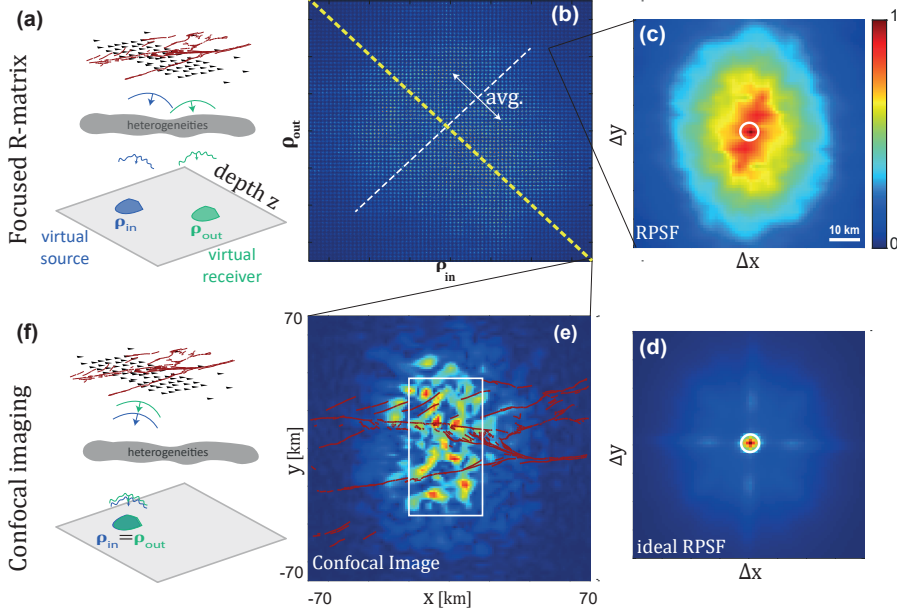 (a)
Focused R-matrix
heterogeneities
depth z
ρin
ρout
virtual
source
virtual
receiver
(b)
avg.
ρout
ρin
(c)
1
Δy
RPSF
10 km
0
Δx
(f)
Confocal imaging
heterogeneities
ρin=ρout
(e)
70
y [km]
-70
Confocal Image
-70
x [km]
70
(d)
Δy
ideal RPSF
Δx